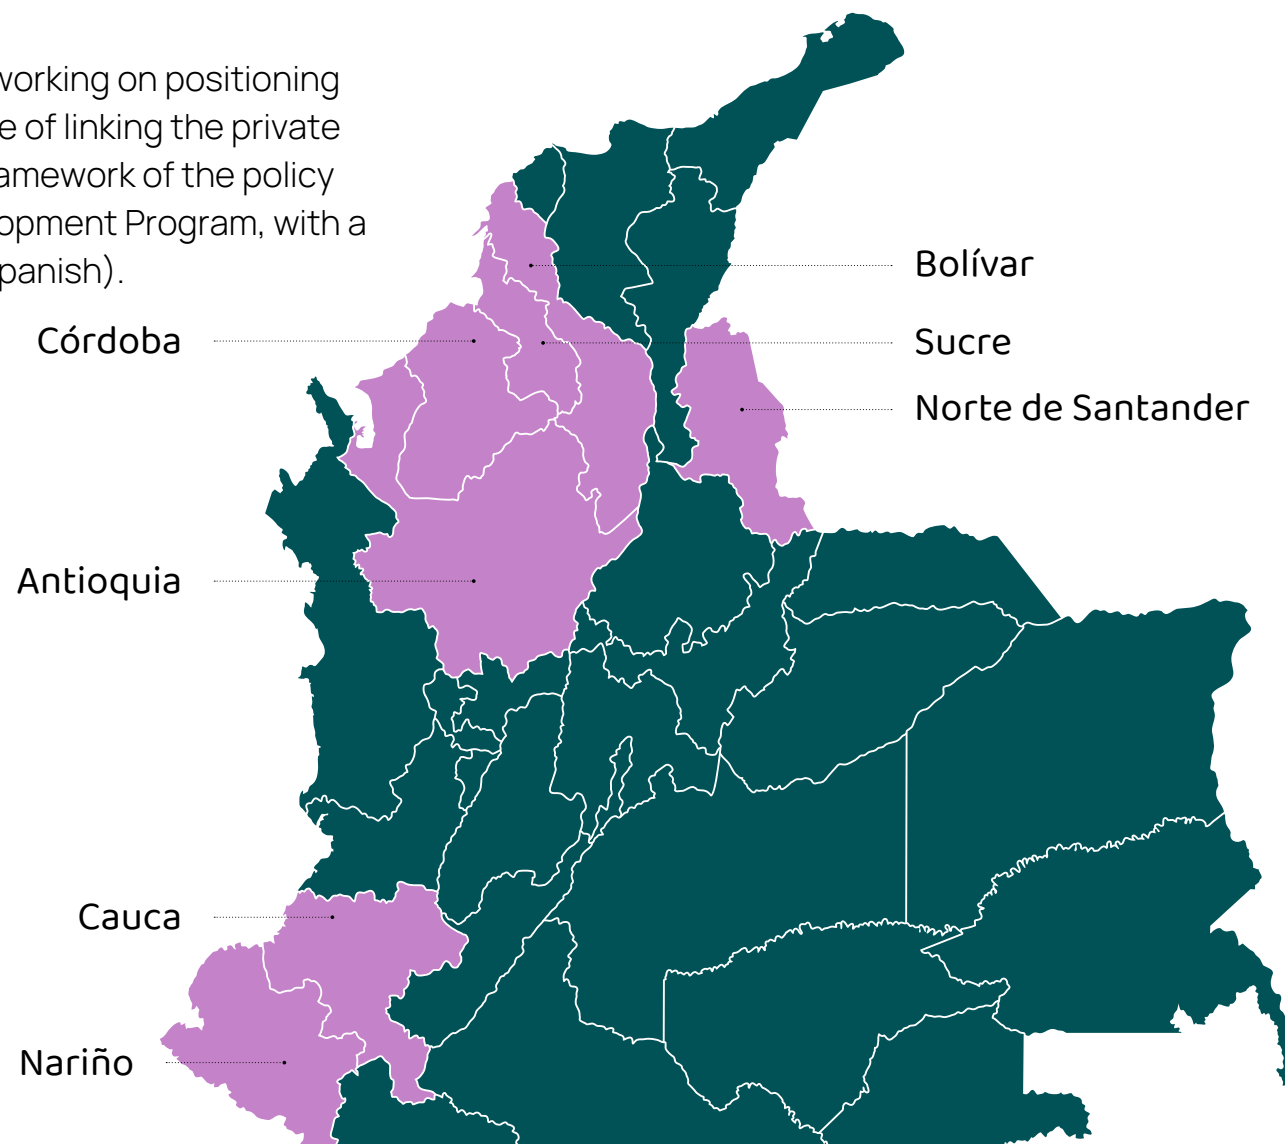 working on positioning
e of linking the private
amework of the policy
opment Program, with a
panish).
Bolívar
Córdoba
Sucre
Norte de Santander
Antioquia
Cauca
Nariño